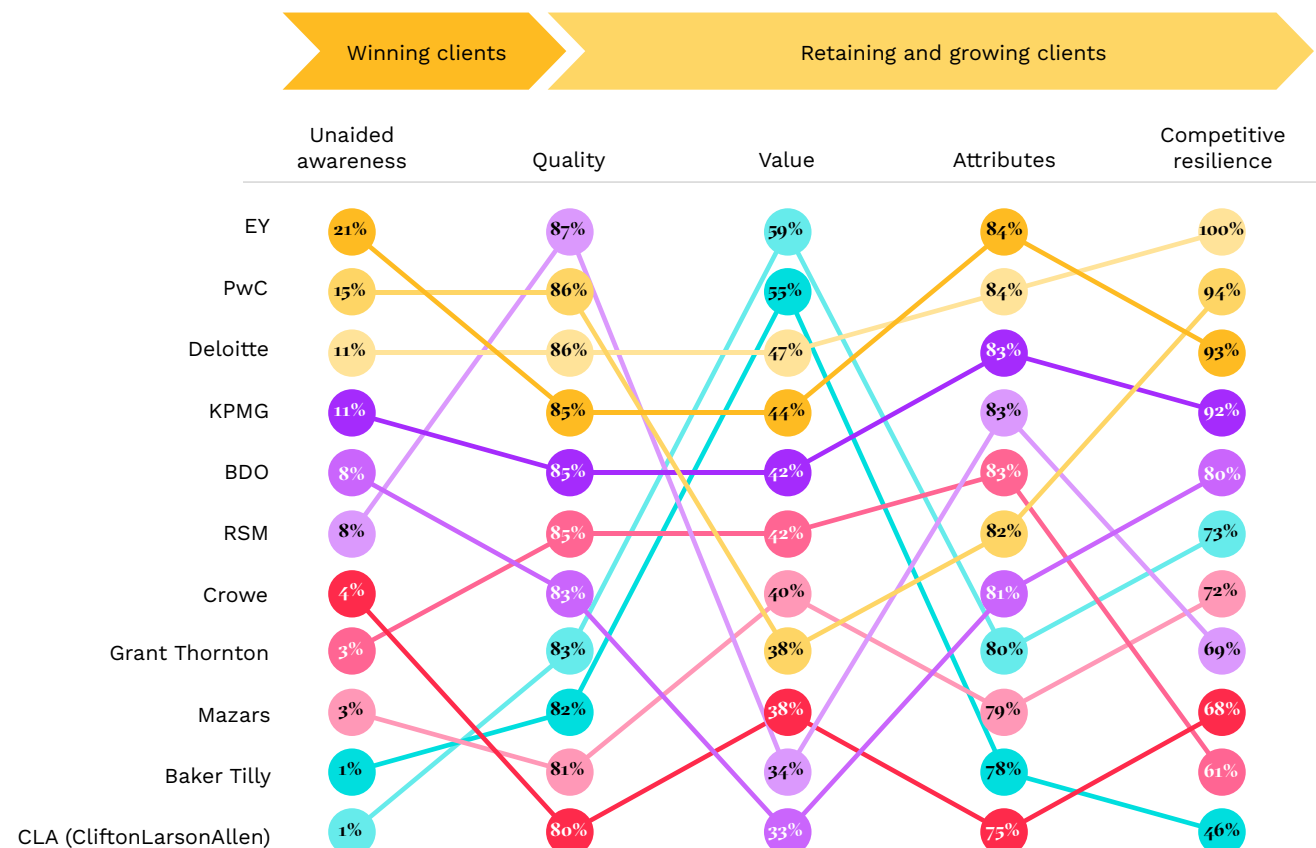 Winning clients
Retaining and growing clients
Unaided
awareness
Quality
Value
Attributes
Competitive
resilience
EY 21% 87% 59% 84% 100%
PwC 15% 86% 55% 84% 94%
Deloitte 11% 86% 47% 83% 93%
KPMG 11% 85% 44% 83% 92%
BDO 8% 85% 42% 83% 80%
RSM 8% 85% 42% 82% 73%
Crowe 4% 83% 40% 81% 72%
Grant Thornton 3% 83% 38% 80% 69%
Mazars 3% 82% 38% 79% 68%
Baker Tilly 1% 81% 34% 78% 61%
CLA (CliftonLarsonAllen) 1% 80% 33% 75% 46%